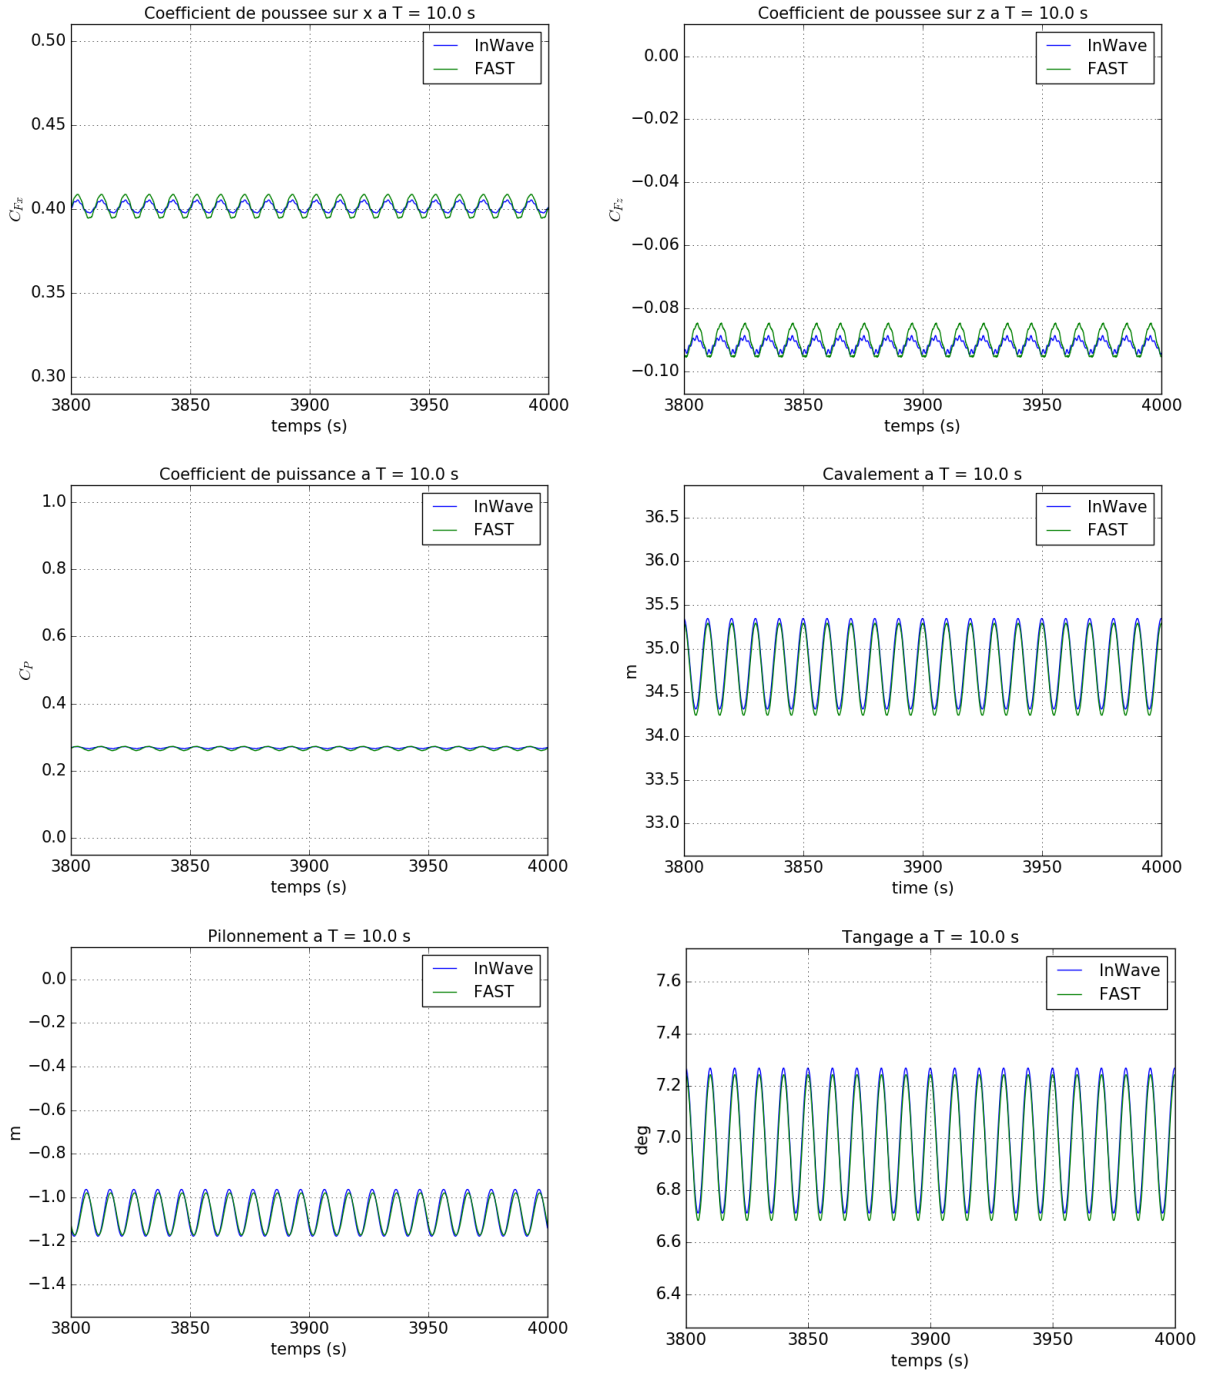 Coefficient de poussee sur x a T = 10.0 s
0.50
0.45
0.40
0.35
0.30
C_Fx
InWave
FAST
3800 3850 3900 3950 4000
temps (s)
Coefficient de poussee sur z a T = 10.0 s
0.00
−0.02
−0.04
−0.06
−0.08
−0.10
C_Fz
InWave
FAST
3800 3850 3900 3950 4000
temps (s)
Coefficient de puissance a T = 10.0 s
1.0
0.8
0.6
0.4
0.2
0.0
C_P
InWave
FAST
3800 3850 3900 3950 4000
temps (s)
Cavalement a T = 10.0 s
36.5
36.0
35.5
35.0
34.5
34.0
33.5
33.0
m
InWave
FAST
3800 3850 3900 3950 4000
time (s)
Pilonnement a T = 10.0 s
0.0
−0.2
−0.4
−0.6
−0.8
−1.0
−1.2
−1.4
m
InWave
FAST
3800 3850 3900 3950 4000
temps (s)
Tangage a T = 10.0 s
7.6
7.4
7.2
7.0
6.8
6.6
6.4
deg
InWave
FAST
3800 3850 3900 3950 4000
temps (s)